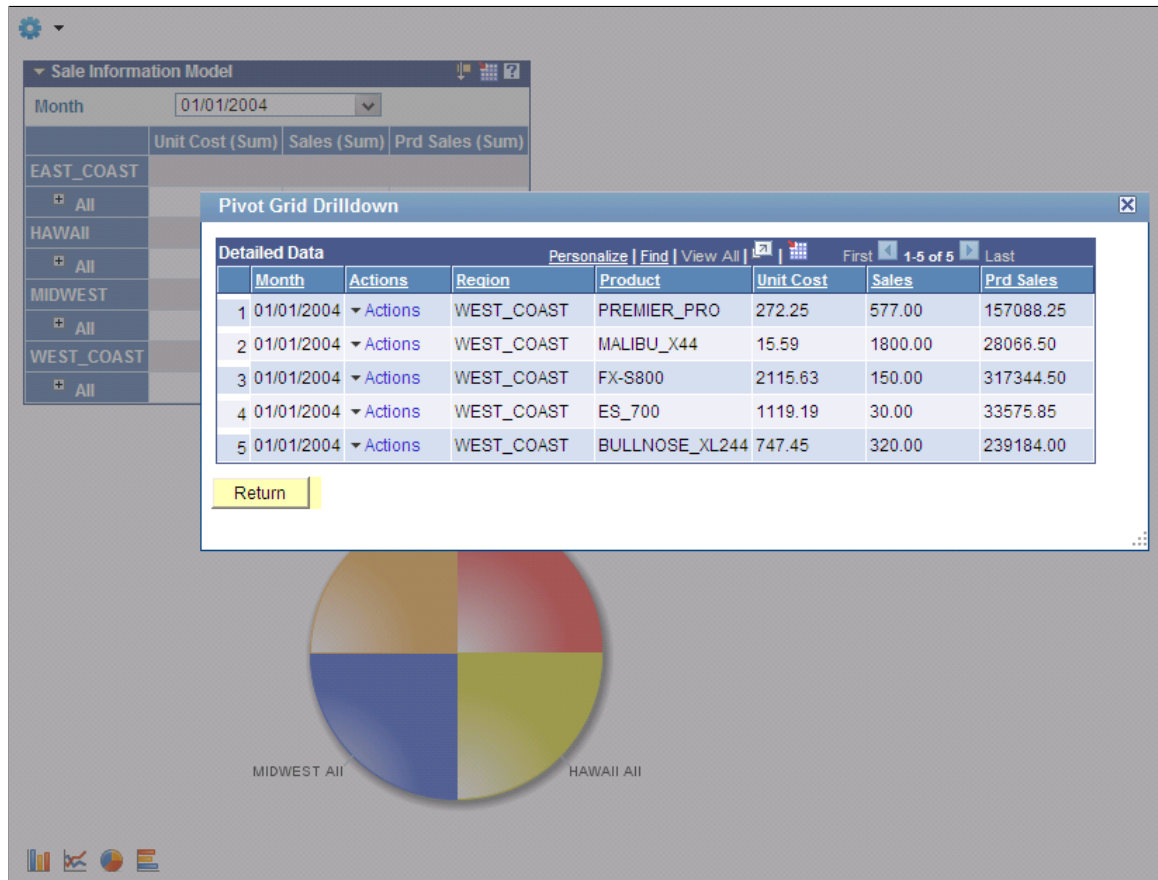 Sale Information Model
Month 01/01/2004
Unit Cost (Sum) Sales (Sum) Prd Sales (Sum)
EAST_COAST
All
HAWAII
All
MIDWEST
All
WEST_COAST
All
Pivot Grid Drilldown
Detailed Data Personalize | Find | View All | | First 1-5 of 5 Last
Month Actions Region Product Unit Cost Sales Prd Sales
1 01/01/2004 Actions WEST_COAST PREMIER_PRO 272.25 577.00 157088.25
2 01/01/2004 Actions WEST_COAST MALIBU_X44 15.59 1800.00 28066.50
3 01/01/2004 Actions WEST_COAST FX-S800 2115.63 150.00 317344.50
4 01/01/2004 Actions WEST_COAST ES_700 1119.19 30.00 33575.85
5 01/01/2004 Actions WEST_COAST BULLNOSE_XL244 747.45 320.00 239184.00
Return
MIDWEST All
HAWAII All